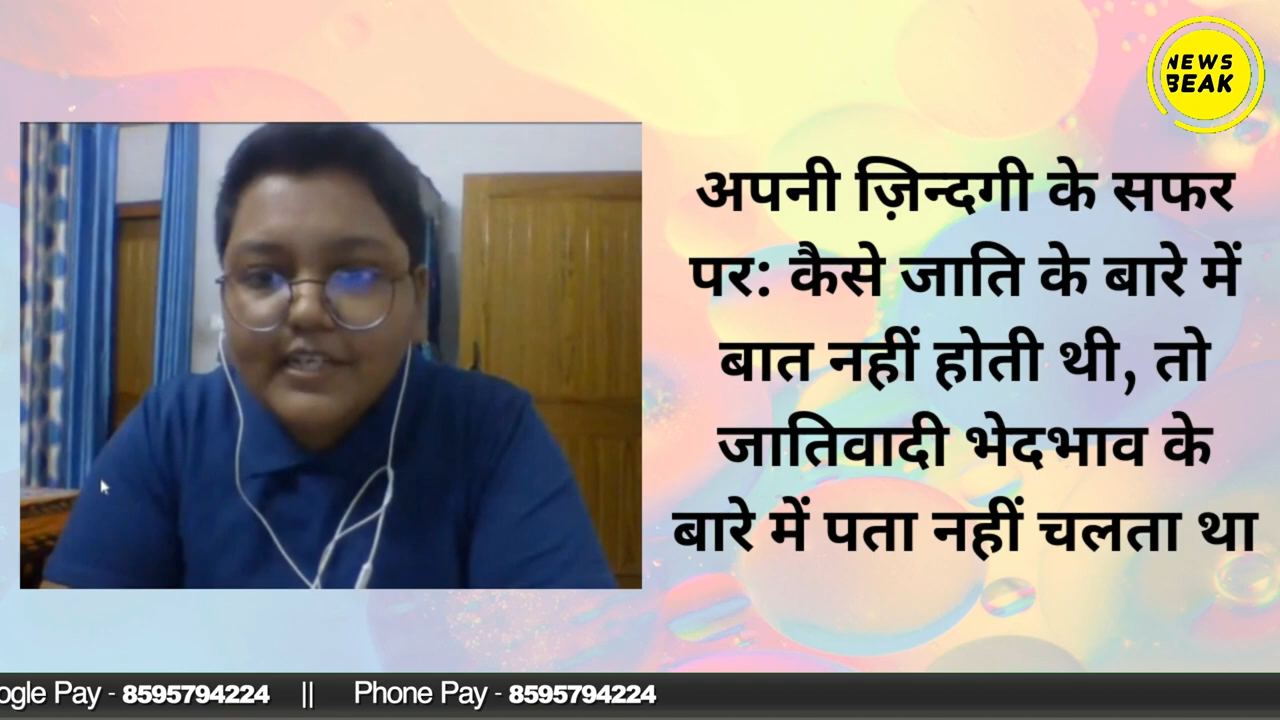 NEWS
BEAK
अपनी ज़िन्दगी के सफर
पर: कैसे जाति के बारे में
बात नहीं होती थी, तो
जातिवादी भेदभाव के
बारे में पता नहीं चलता था
ogle Pay - 8595794224 || Phone Pay - 8595794224